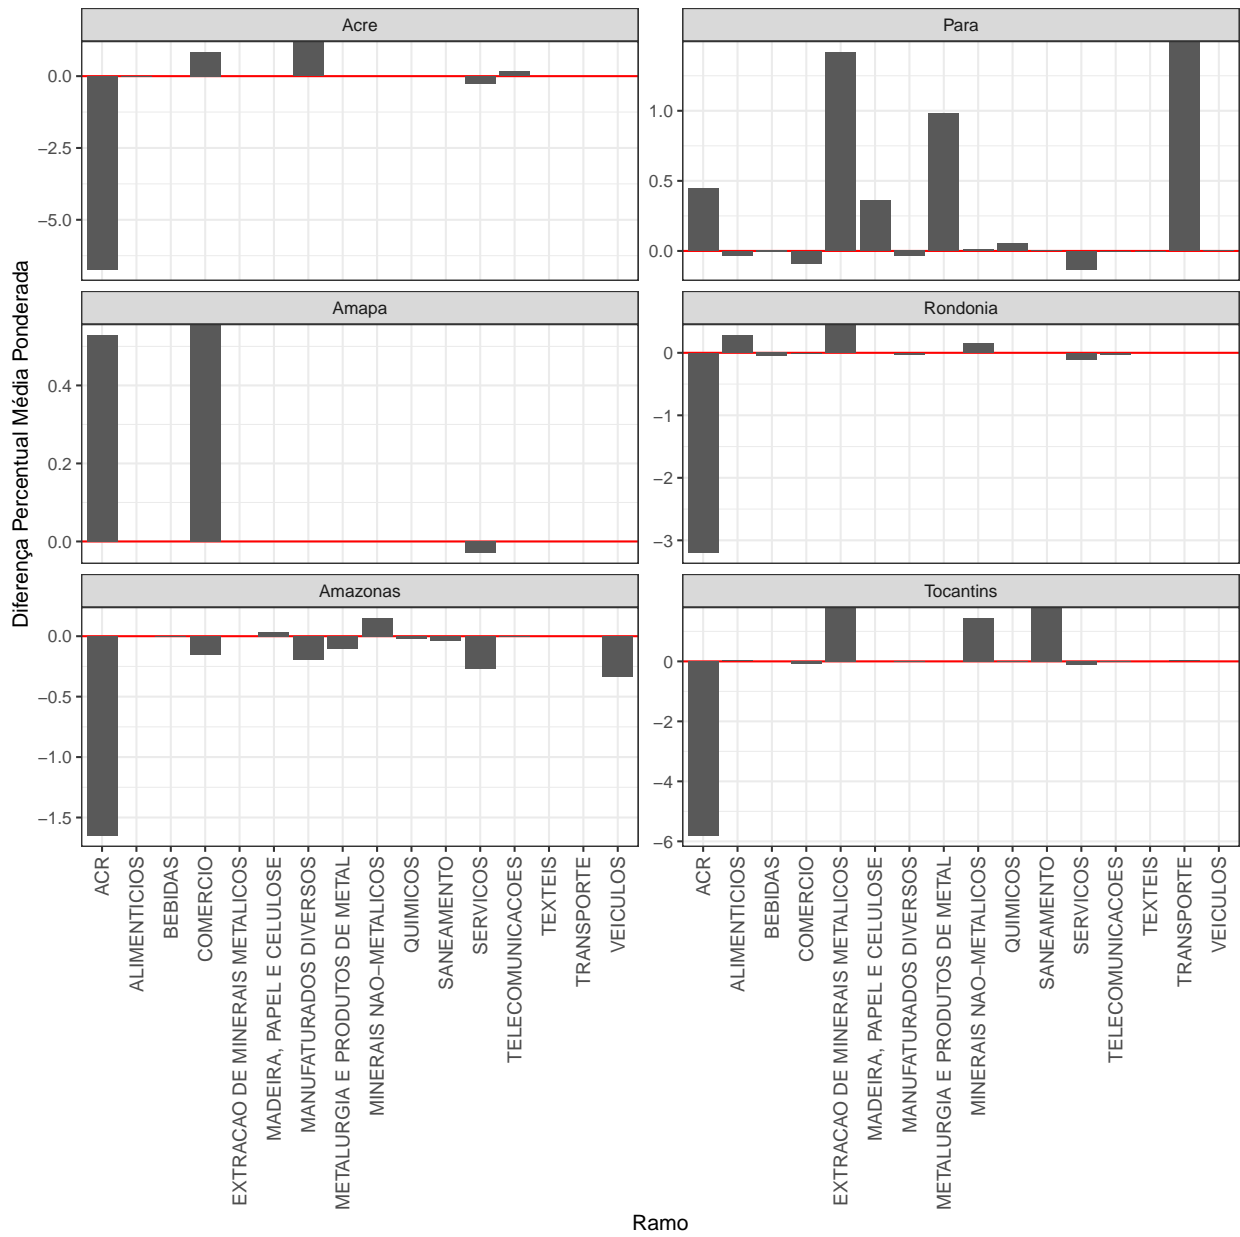 Diferença Percentual Média Ponderada
Acre
0.0
−2.5
−5.0
Para
1.0
0.5
0.0
Amapa
0.4
0.2
0.0
Rondonia
0
−1
−2
−3
Amazonas
0.0
−0.5
−1.0
−1.5
Tocantins
0
−2
−4
−6
ACR
ALIMENTICIOS
BEBIDAS
COMERCIO
EXTRACAO DE MINERAIS METALICOS
MADEIRA, PAPEL E CELULOSE
MANUFATURADOS DIVERSOS
METALURGIA E PRODUTOS DE METAL
MINERAIS NAO−METALICOS
QUIMICOS
SANEAMENTO
SERVICOS
TELECOMUNICACOES
TEXTEIS
TRANSPORTE
VEICULOS
ACR
ALIMENTICIOS
BEBIDAS
COMERCIO
EXTRACAO DE MINERAIS METALICOS
MADEIRA, PAPEL E CELULOSE
MANUFATURADOS DIVERSOS
METALURGIA E PRODUTOS DE METAL
MINERAIS NAO−METALICOS
QUIMICOS
SANEAMENTO
SERVICOS
TELECOMUNICACOES
TEXTEIS
TRANSPORTE
VEICULOS
Ramo